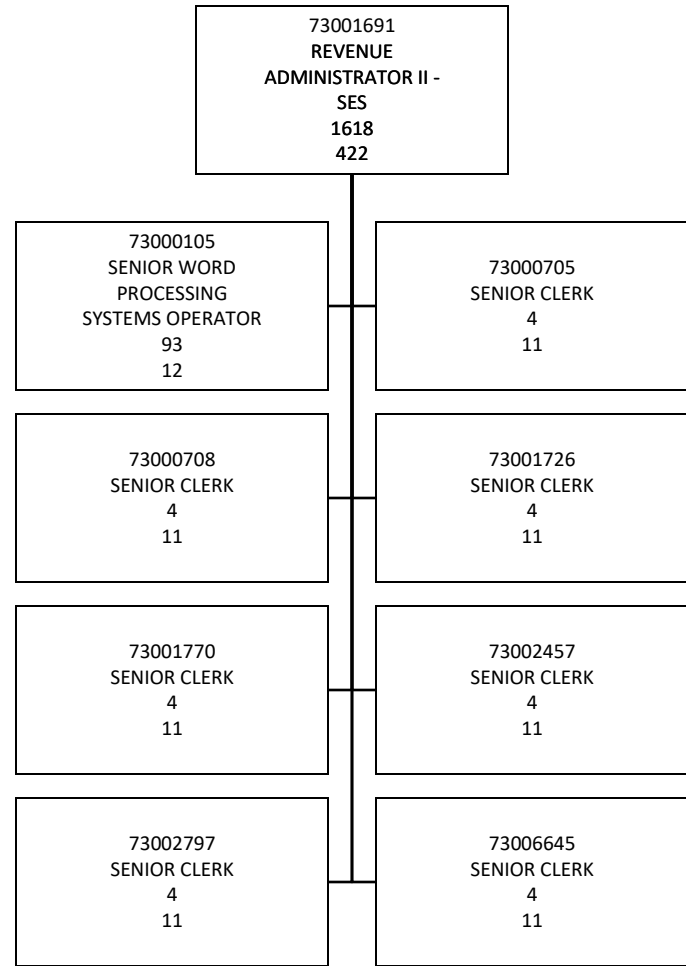 73001691
REVENUE
ADMINISTRATOR II -
SES
1618
422
73000105
SENIOR WORD
PROCESSING
SYSTEMS OPERATOR
93
12
73000705
SENIOR CLERK
4
11
73000708
SENIOR CLERK
4
11
73001726
SENIOR CLERK
4
11
73001770
SENIOR CLERK
4
11
73002457
SENIOR CLERK
4
11
73002797
SENIOR CLERK
4
11
73006645
SENIOR CLERK
4
11